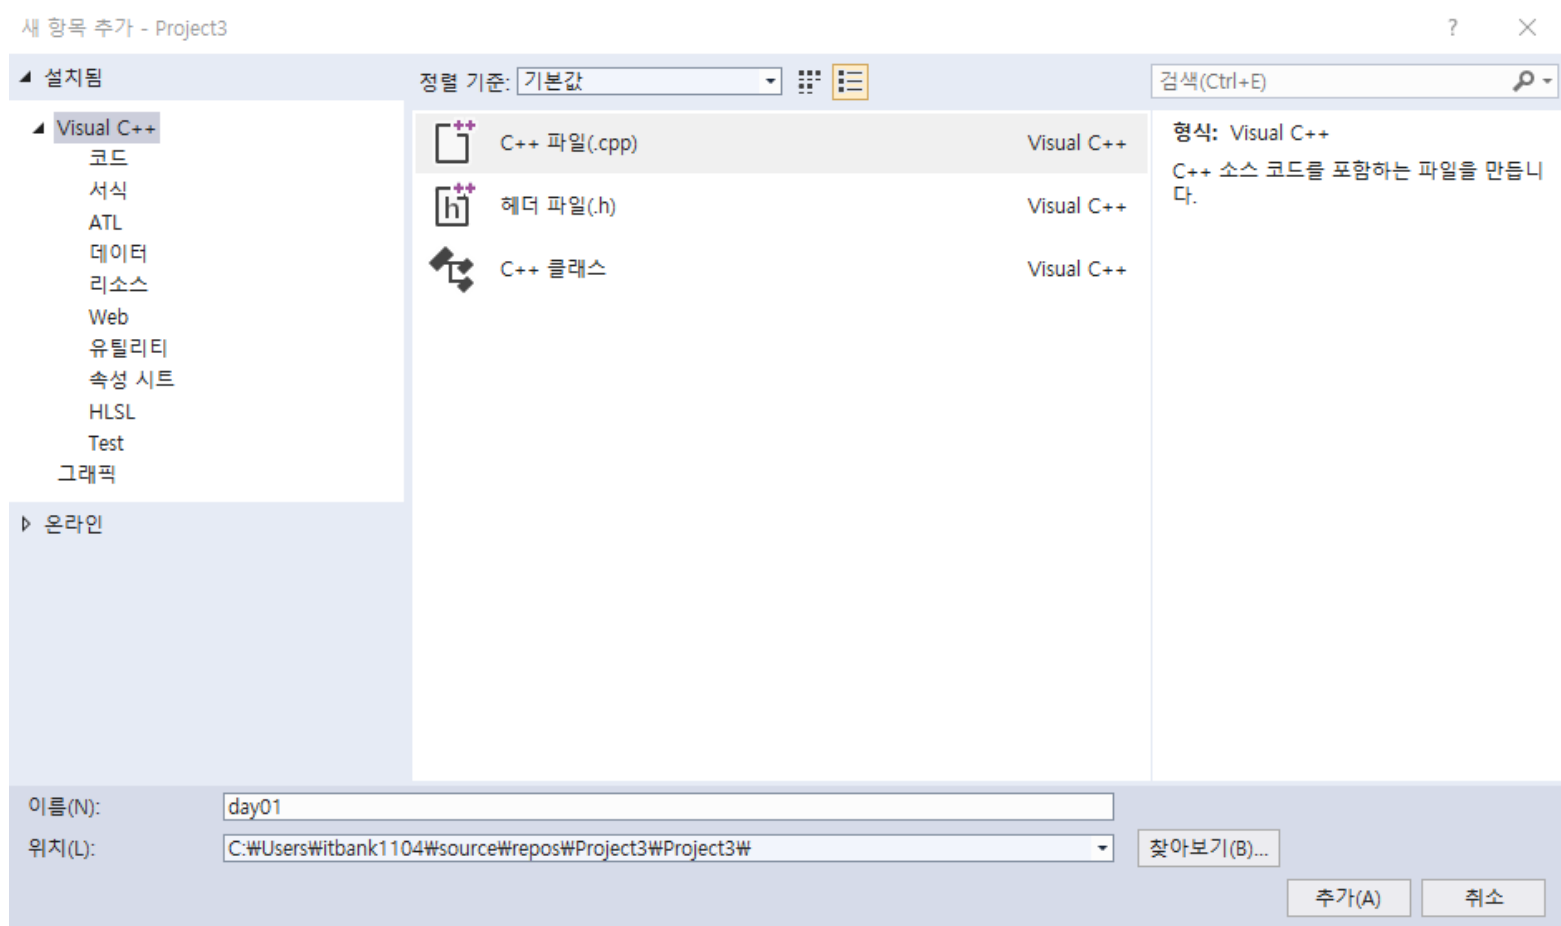 새 항목 추가 - Project3
?
설치됨
정렬 기준: 기본값
검색(Ctrl+E)
Visual C++
코드
서식
ATL
데이터
리소스
Web
유틸리티
속성 시트
HLSL
Test
그래픽
온라인
C++ 파일(.cpp) Visual C++
헤더 파일(.h) Visual C++
C++ 클래스 Visual C++
형식: Visual C++
C++ 소스 코드를 포함하는 파일을 만듭니
다.
이름(N): day01
위치(L): C:₩Users₩itbank1104₩source₩repos₩Project3₩Project3₩
찾아보기(B)...
추가(A) 취소